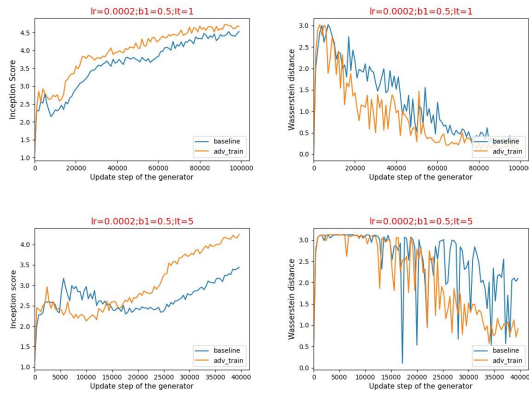 lr=0.0002;b1=0.5;lt=1
Inception Score
4.5
4.0
3.5
3.0
2.5
2.0
1.5
1.0
baseline
adv_train
0 20000 40000 60000 80000 100000
Update step of the generator
lr=0.0002;b1=0.5;lt=1
Wasserstein distance
3.0
2.5
2.0
1.5
1.0
0.5
0.0
baseline
adv_train
0 20000 40000 60000 80000 100000
Update step of the generator
lr=0.0002;b1=0.5;lt=5
Inception score
4.0
3.5
3.0
2.5
2.0
1.5
1.0
baseline
adv_train
0 5000 10000 15000 20000 25000 30000 35000 40000
Update step of the generator
lr=0.0002;b1=0.5;lt=5
Wasserstein distance
3.0
2.5
2.0
1.5
1.0
0.5
0.0
baseline
adv_train
0 5000 10000 15000 20000 25000 30000 35000 40000
Update step of the generator